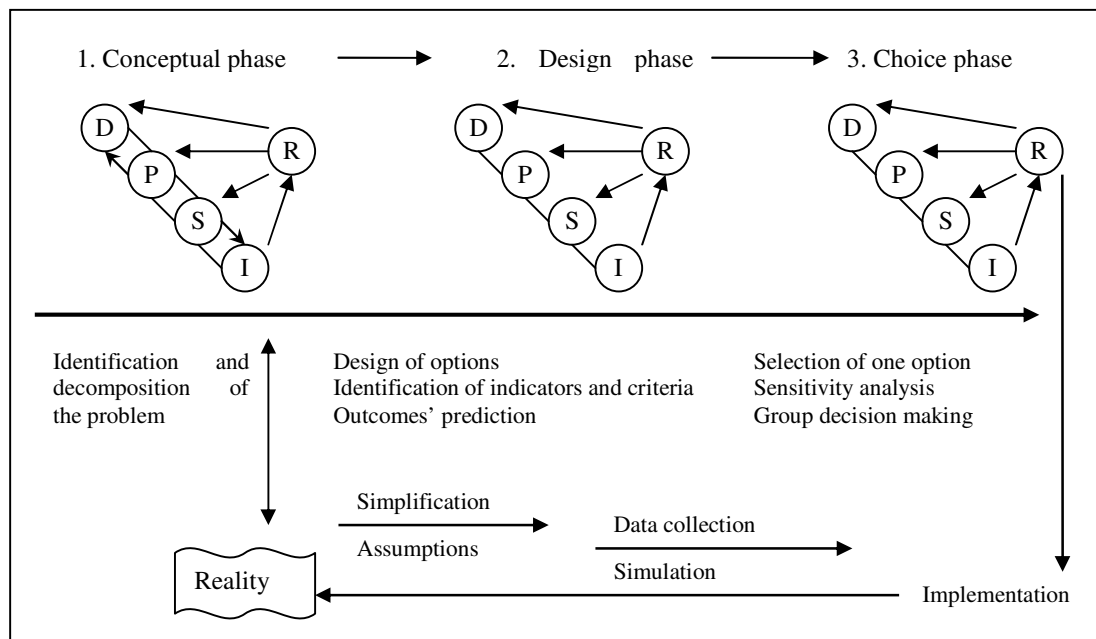 1. Conceptual phase
2. Design phase
3. Choice phase
D
R
P
S
I
D
R
P
S
I
D
R
P
S
I
Identification and
decomposition of
the problem
Design of options
Identification of indicators and criteria
Outcomes’ prediction
Selection of one option
Sensitivity analysis
Group decision making
Simplification
Assumptions
Data collection
Simulation
Reality
Implementation